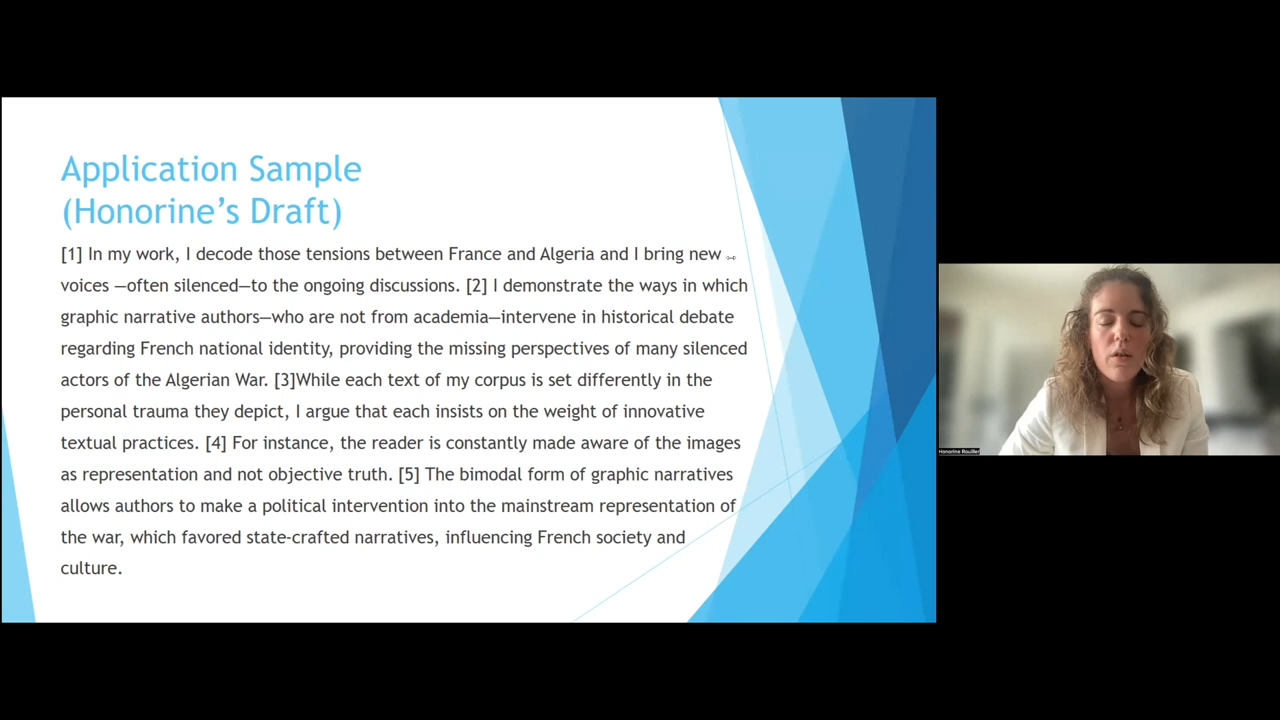 Application Sample
(Honorine’s Draft)
[1] In my work, I decode those tensions between France and Algeria and I bring new
voices —often silenced—to the ongoing discussions. [2] I demonstrate the ways in which
graphic narrative authors—who are not from academia—intervene in historical debate
regarding French national identity, providing the missing perspectives of many silenced
actors of the Algerian War. [3]While each text of my corpus is set differently in the
personal trauma they depict, I argue that each insists on the weight of innovative
textual practices. [4] For instance, the reader is constantly made aware of the images
as representation and not objective truth. [5] The bimodal form of graphic narratives
allows authors to make a political intervention into the mainstream representation of
the war, which favored state-crafted narratives, influencing French society and
culture.
Honorine Rouiller